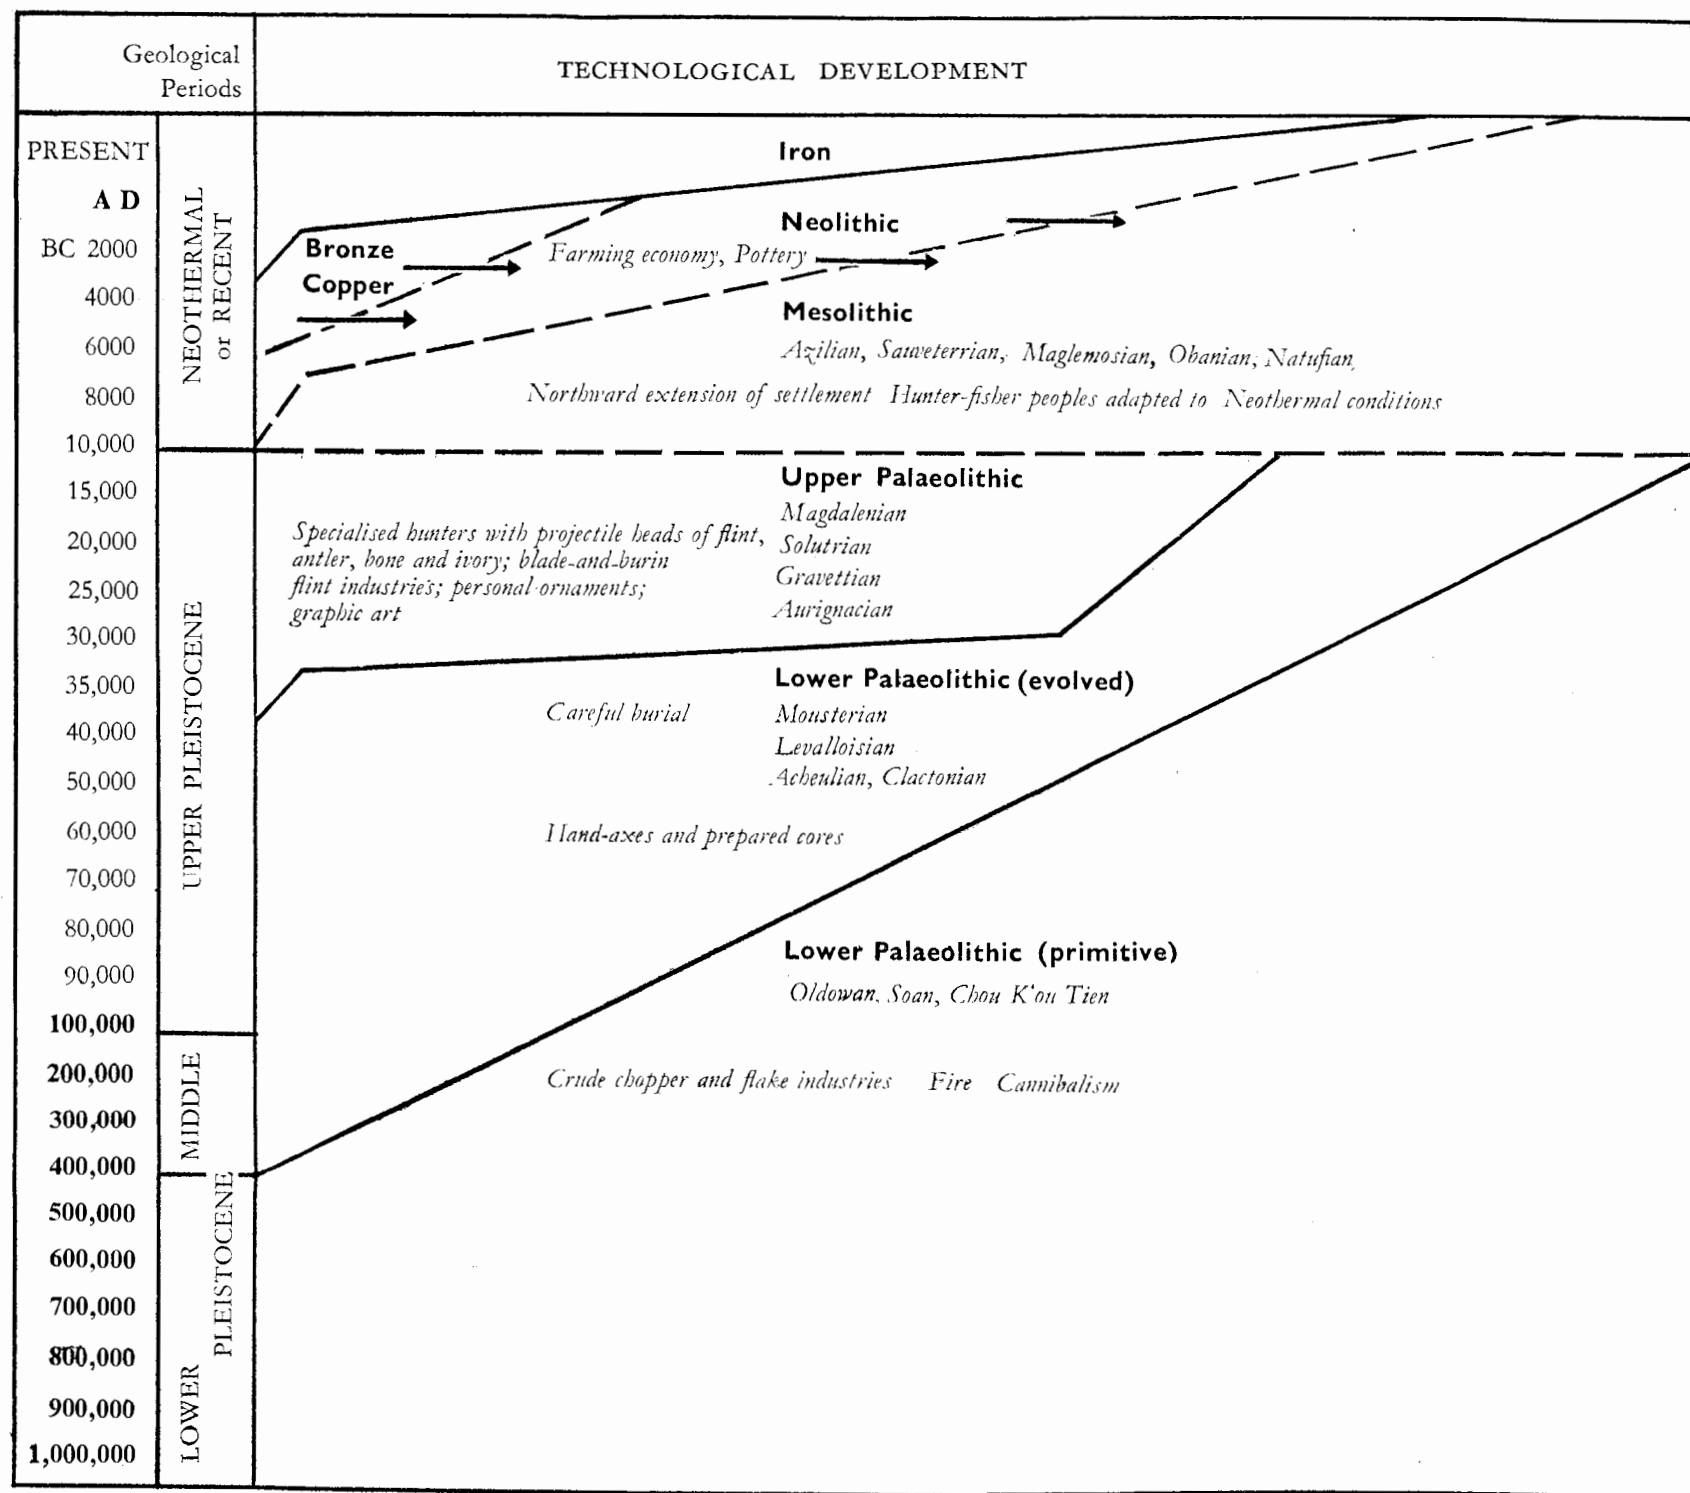 Geological
Periods
TECHNOLOGICAL DEVELOPMENT
PRESENT
A D
BC 2000
4000
6000
8000
10,000
15,000
20,000
25,000
30,000
35,000
40,000
50,000
60,000
70,000
80,000
90,000
100,000
200,000
300,000
400,000
500,000
600,000
700,000
800,000
900,000
1,000,000
NEOTHERMAL
or RECENT
UPPER PLEISTOCENE
MIDDLE
LOWER
PLEISTOCENE
Iron
Bronze
Copper
Neolithic
Farming economy, Pottery
Mesolithic
Azilian, Sauveterrian, Maglemosian, Obanian, Natufian
Northward extension of settlement Hunter-fisher peoples adapted to Neothermal conditions
Upper Palaeolithic
Magdalenian
Solutrian
Gravettian
Aurignacian
Specialised hunters with projectile heads of flint,
antler, bone and ivory; blade-and-burin
flint industries; personal ornaments;
graphic art
Lower Palaeolithic (evolved)
Careful burial
Mousterian
Levalloisian
Acheulian, Clactonian
Hand-axes and prepared cores
Lower Palaeolithic (primitive)
Oldowan, Soan, Chou K'ou Tien
Crude chopper and flake industries Fire Cannibalism